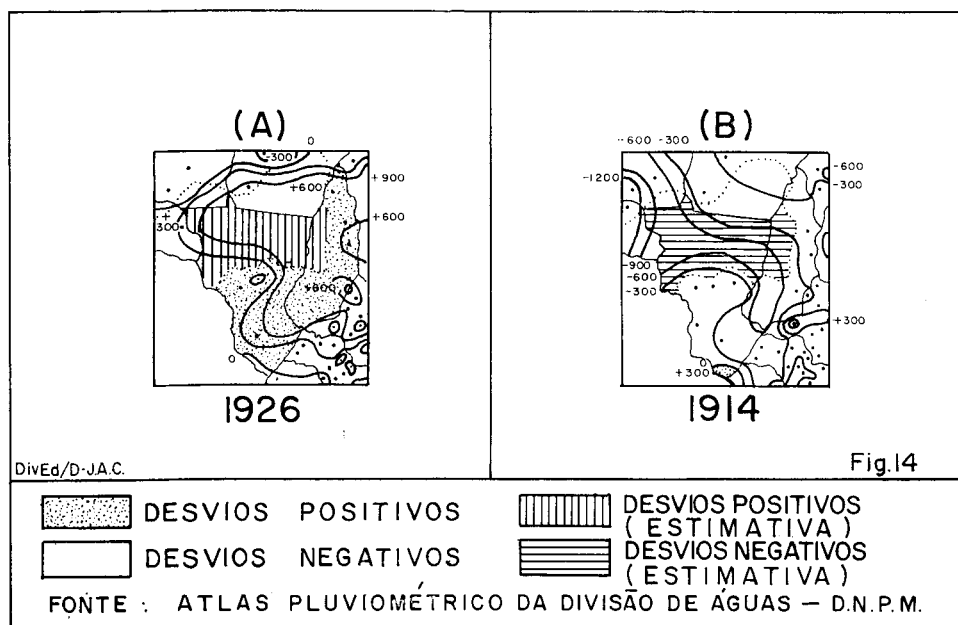 (A)
(B)
0
-300
+600
+900
+600
+
300
+600
0
1926
-600 -300
-1200
-600
-300
-900
-600
-300
+300
0
+300
1914
DivEd/D-J.A.C.
Fig.14
DESVIOS POSITIVOS
DESVIOS POSITIVOS
(ESTIMATIVA)
DESVIOS NEGATIVOS
DESVIOS NEGATIVOS
(ESTIMATIVA)
FONTE : ATLAS PLUVIOMÉTRICO DA DIVISÃO DE ÁGUAS – D.N.P.M.